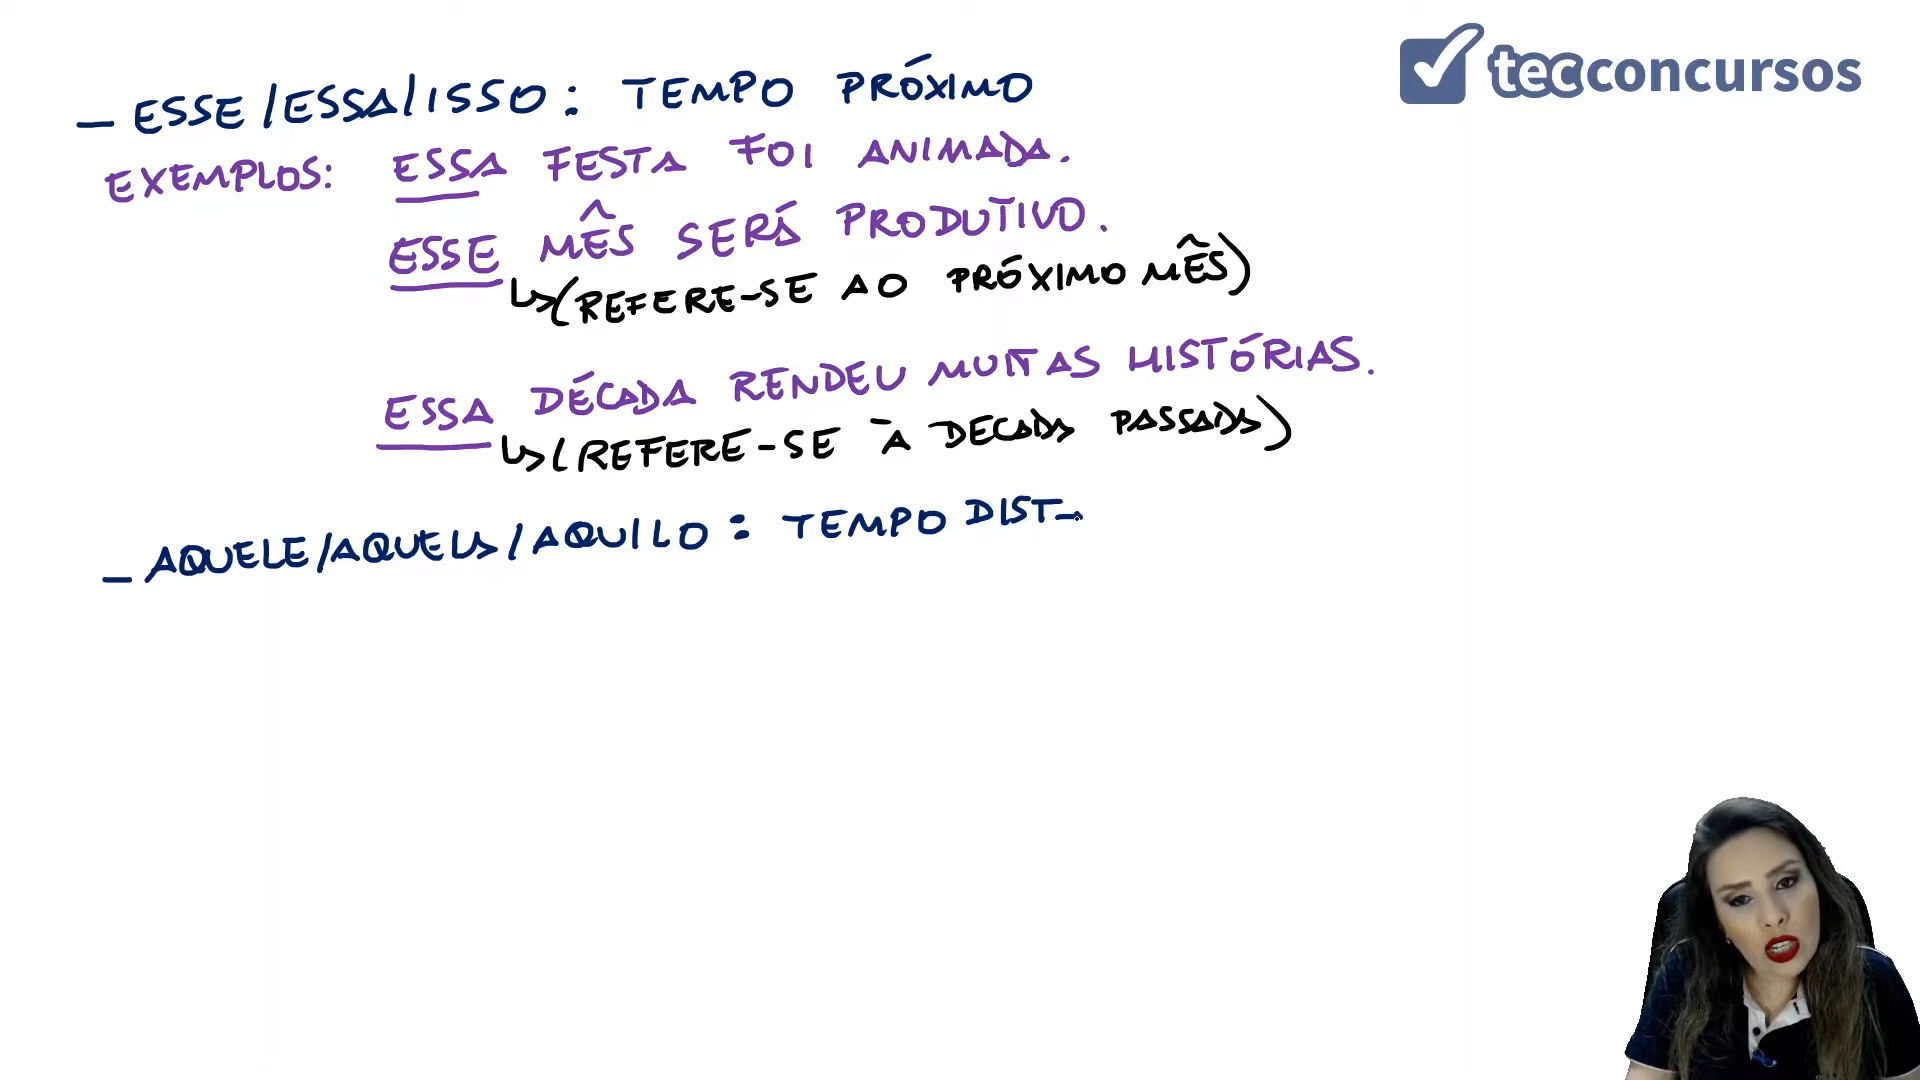 tecconcursos
_ ESSE/ESSA/ISSO: TEMPO PRÓXIMO
EXEMPLOS: ESSA FESTA FOI ANIMADA.
ESSE MÊS SERÁ PRODUTIVO.
↳(REFERE-SE AO PRÓXIMO MÊS)
ESSA DÉCADA RENDEU MUITAS HISTÓRIAS.
↳(REFERE-SE À DECADA PASSADA)
_ AQUELE/AQUELA/AQUILO: TEMPO DIST